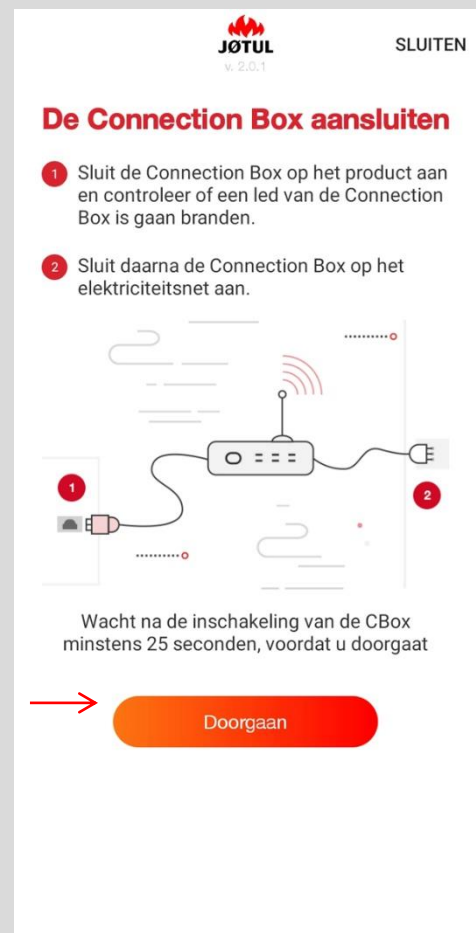 JØTUL
SLUITEN
v. 2.0.1
De Connection Box aansluiten
1 Sluit de Connection Box op het product aan
en controleer of een led van de Connection
Box is gaan branden.
2 Sluit daarna de Connection Box op het
elektriciteitsnet aan.
1
2
Wacht na de inschakeling van de CBox
minstens 25 seconden, voordat u doorgaat
Doorgaan